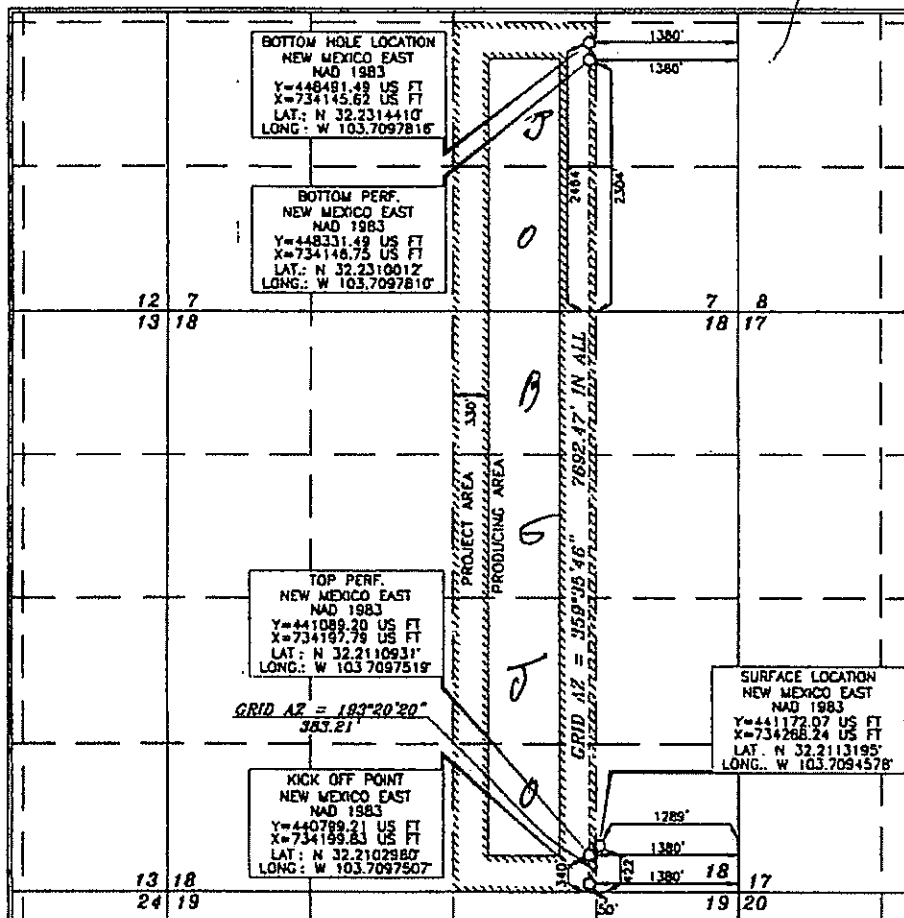 1380'
1380'
BOTTOM HOLE LOCATION
NEW MEXICO EAST
NAD 1983
Y=448491.49 US FT
X=734145.62 US FT
LAT.: N 32.2314410°
LONG.: W 103.7097816°
BOTTOM PERF.
NEW MEXICO EAST
NAD 1983
Y=448331.49 US FT
X=734146.75 US FT
LAT.: N 32.2310012°
LONG.: W 103.7097810°
J
2464'
2304'
O
12 7
13 18
7 8
18 17
B
330'
PROJECT AREA
PRODUCING AREA
G
GRID AZ = 359°35'46" 7692.47' IN ALL
J
TOP PERF.
NEW MEXICO EAST
NAD 1983
Y=441089.20 US FT
X=734197.79 US FT
LAT.: N 32.2110931°
LONG.: W 103.7097519°
GRID AZ = 193°20'20"
383.21'
SURFACE LOCATION
NEW MEXICO EAST
NAD 1983
Y=441172.07 US FT
X=734288.24 US FT
LAT.: N 32.2113195°
LONG.: W 103.7094578°
KICK OFF POINT
NEW MEXICO EAST
NAD 1983
Y=440799.21 US FT
X=734199.83 US FT
LAT.: N 32.2102980°
LONG.: W 103.7097507°
O
1289'
1380'
340'
422'
1380'
50'
13 18
24 19
18 17
19 20